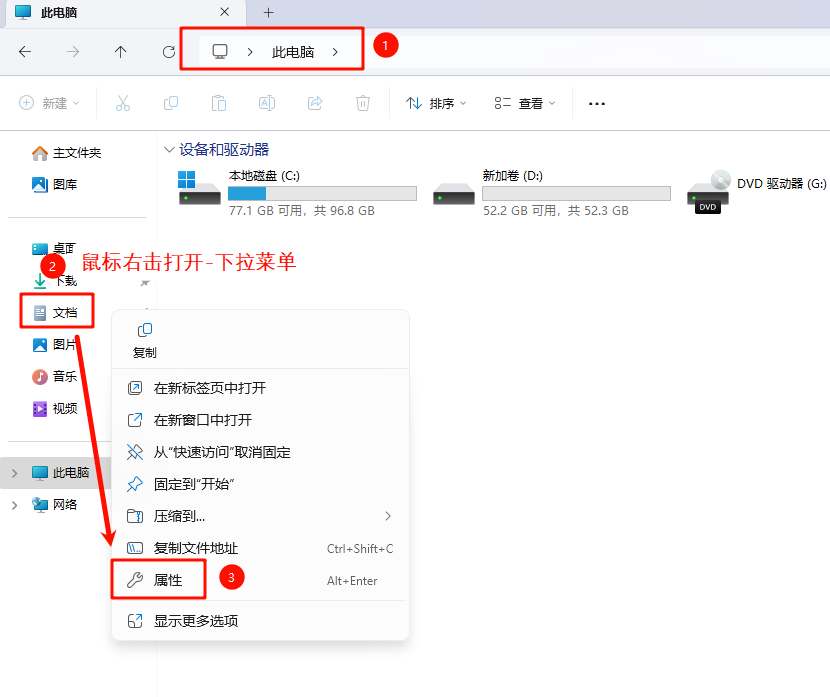 此电脑
此电脑
1
新建
排序
查看
主文件夹
图库
桌面
下载
文档
图片
音乐
视频
此电脑
网络
设备和驱动器
本地磁盘 (C:)
77.1 GB 可用，共 96.8 GB
新加卷 (D:)
52.2 GB 可用，共 52.3 GB
DVD
DVD 驱动器 (G:)
2
鼠标右击打开-下拉菜单
复制
在新标签页中打开
在新窗口中打开
从“快速访问”取消固定
固定到“开始”
压缩到...
复制文件地址 Ctrl+Shift+C
属性 Alt+Enter
3
显示更多选项